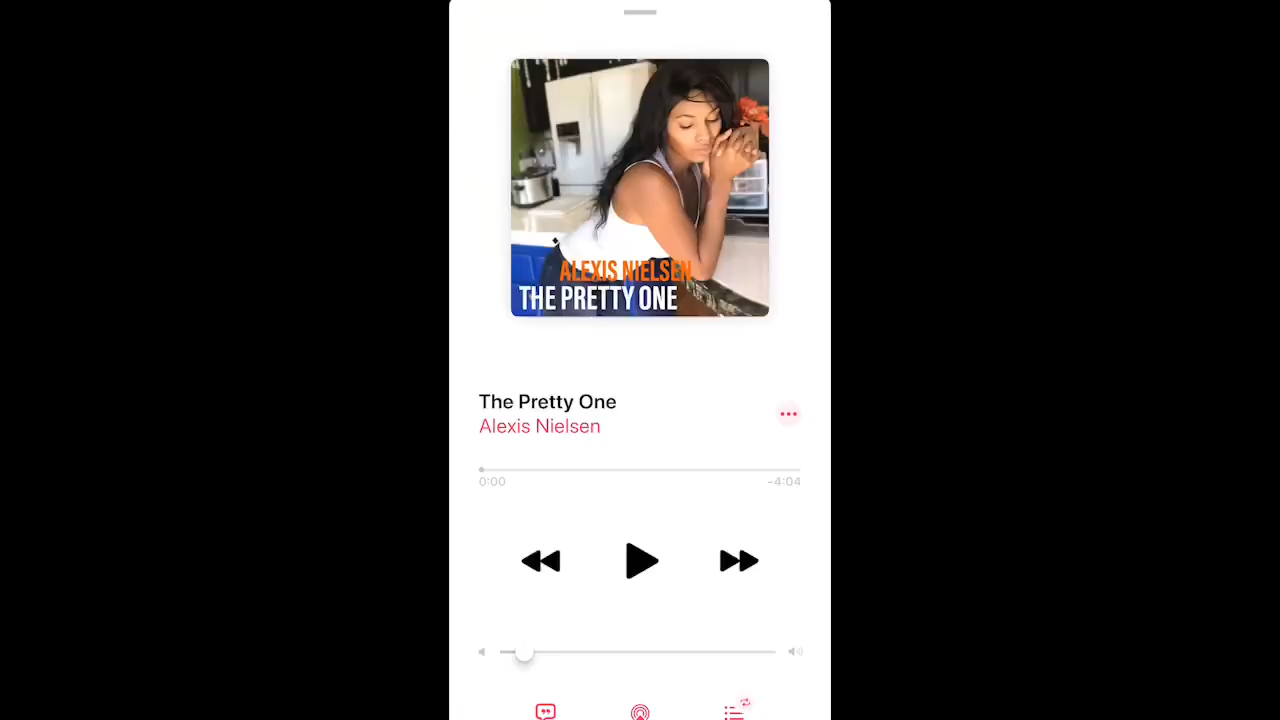 ALEXIS NIELSEN
THE PRETTY ONE
The Pretty One
Alexis Nielsen
0:00
-4:04